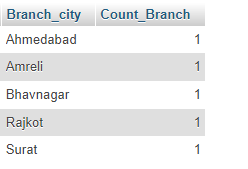 Branch_city Count_Branch
Ahmedabad 1
Amreli 1
Bhavnagar 1
Rajkot 1
Surat 1